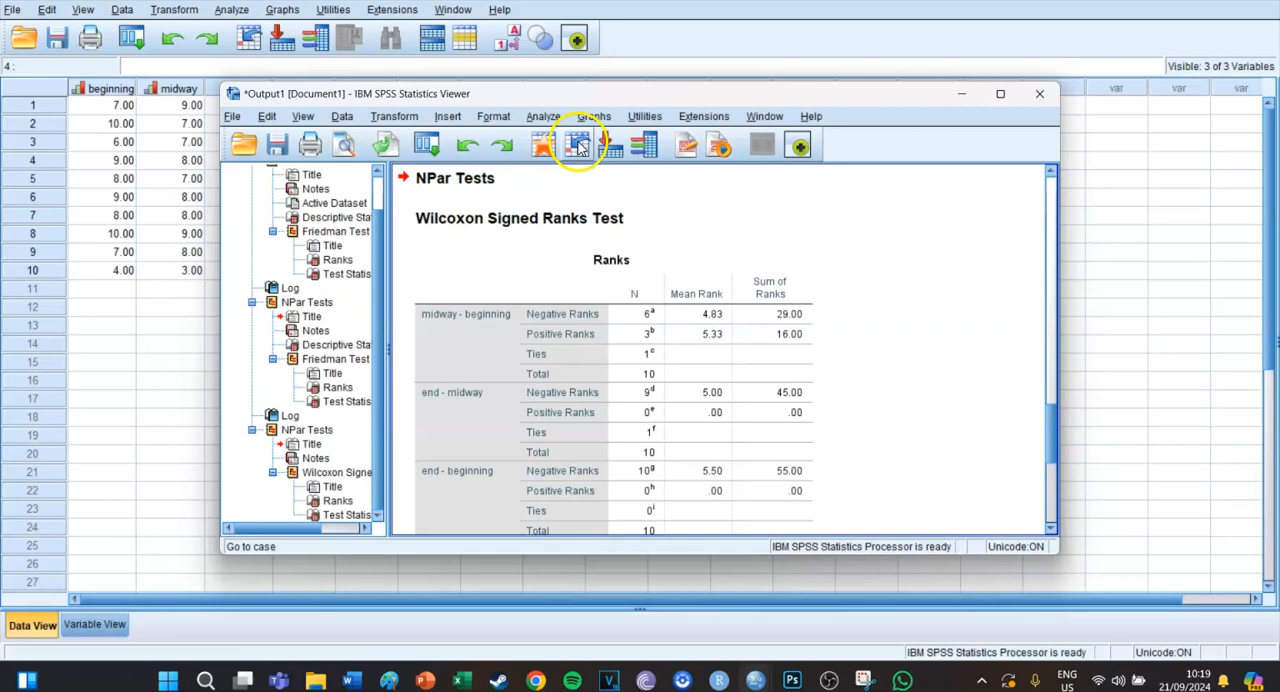 File Edit View Data Transform Analyze Graphs Utilities Extensions Window Help
4 : Visible: 3 of 3 Variables
beginning midway var var var
1 7.00 9.00
2 10.00 7.00
3 6.00 7.00
4 9.00 8.00
5 8.00 7.00
6 9.00 8.00
7 8.00 8.00
8 10.00 9.00
9 7.00 8.00
10 4.00 3.00
11
12
13
14
15
16
17
18
19
20
21
22
23
24
25
26
27
*Output1 [Document1] - IBM SPSS Statistics Viewer
File Edit View Data Transform Insert Format Analyze Graphs Utilities Extensions Window Help
Title
Notes
Active Dataset
Descriptive Sta
Friedman Test
Title
Ranks
Test Statis
Log
NPar Tests
Title
Notes
Descriptive Sta
Friedman Test
Title
Ranks
Test Statis
Log
NPar Tests
Title
Notes
Wilcoxon Signed
Title
Ranks
Test Statis
NPar Tests
Wilcoxon Signed Ranks Test
Ranks
N Mean Rank Sum of Ranks
midway - beginning Negative Ranks 6a 4.83 29.00
Positive Ranks 3b 5.33 16.00
Ties 1c
Total 10
end - midway Negative Ranks 9d 5.00 45.00
Positive Ranks 0e .00 .00
Ties 1f
Total 10
end - beginning Negative Ranks 10g 5.50 55.00
Positive Ranks 0h .00 .00
Ties 0i
Total 10
Go to case IBM SPSS Statistics Processor is ready Unicode:ON
Data View Variable View
IBM SPSS Statistics Processor is ready Unicode:ON
ENG US 10:19 21/09/2024